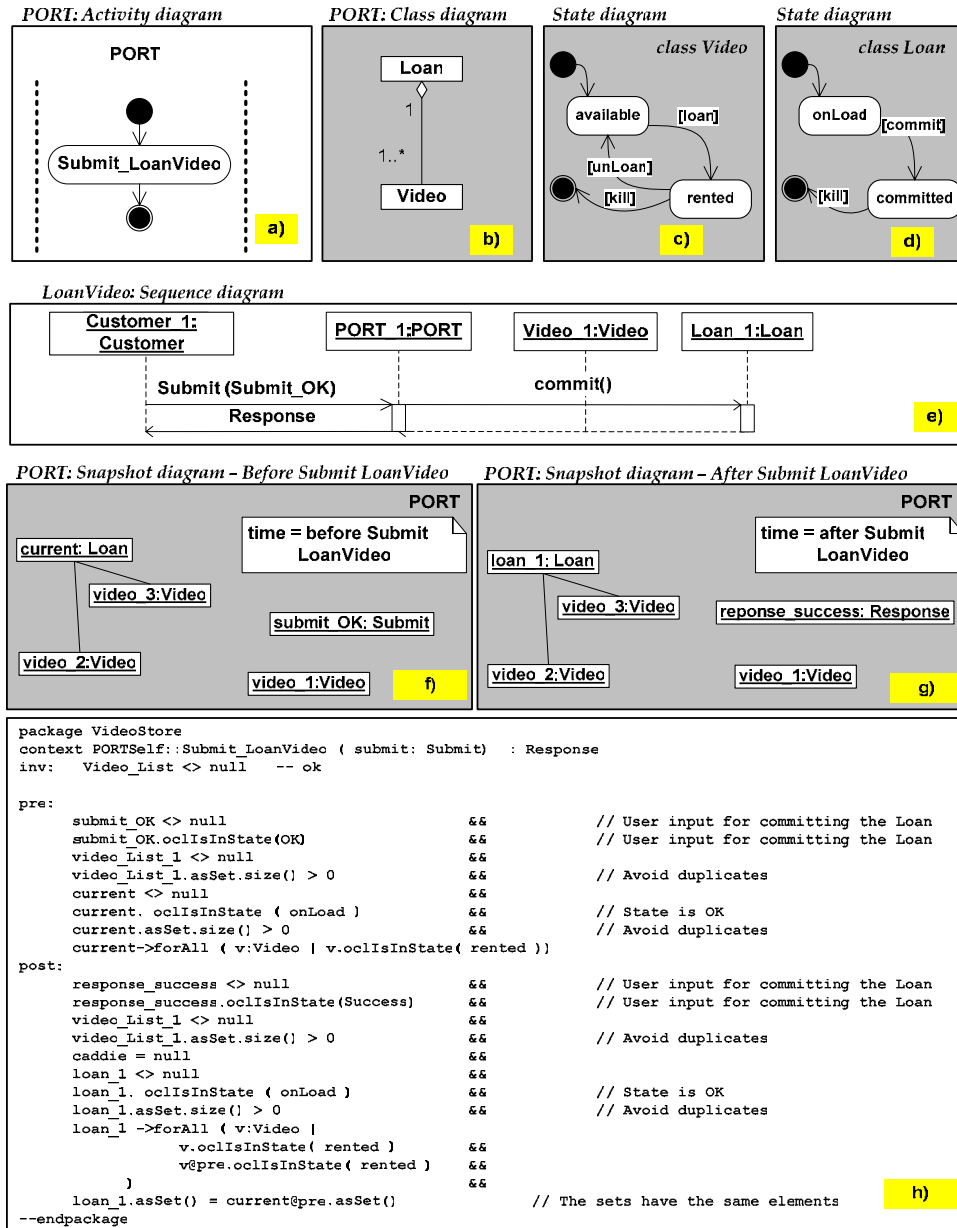 PORT: Activity diagram
PORT
Submit_LoanVideo
a)
PORT: Class diagram
Loan
1
1..*
Video
b)
State diagram
class Video
available
[loan]
[unLoan]
[kill]
rented
c)
State diagram
class Loan
onLoad
[commit]
[kill]
committed
d)
LoanVideo: Sequence diagram
Customer_1:
Customer
PORT_1:PORT
Video_1:Video
Loan_1:Loan
Submit (Submit_OK)
commit()
Response
e)
PORT: Snapshot diagram – Before Submit LoanVideo
PORT
time = before Submit
LoanVideo
current: Loan
video_3:Video
submit_OK: Submit
video_2:Video
video_1:Video
f)
PORT: Snapshot diagram – After Submit LoanVideo
PORT
time = after Submit
LoanVideo
loan_1: Loan
video_3:Video
reponse_success: Response
video_2:Video
video_1:Video
g)
package VideoStore
context PORTSelf::Submit_LoanVideo ( submit: Submit) : Response
inv: Video_List <> null -- ok
pre:
submit_OK <> null && // User input for committing the Loan
submit_OK.oclIsInState(OK) && // User input for committing the Loan
video_List_1 <> null &&
video_List_1.asSet.size() > 0 && // Avoid duplicates
current <> null &&
current. oclIsInState ( onLoad ) && // State is OK
current.asSet.size() > 0 && // Avoid duplicates
current->forAll ( v:Video | v.oclIsInState( rented ))
post:
response_success <> null && // User input for committing the Loan
response_success.oclIsInState(Success) && // User input for committing the Loan
video_List_1 <> null &&
video_List_1.asSet.size() > 0 && // Avoid duplicates
caddie = null &&
loan_1 <> null &&
loan_1. oclIsInState ( onLoad ) && // State is OK
loan_1.asSet.size() > 0 && // Avoid duplicates
loan_1 ->forAll ( v:Video |
v.oclIsInState( rented ) &&
v@pre.oclIsInState( rented ) &&
) &&
loan_1.asSet() = current@pre.asSet() // The sets have the same elements
--endpackage
h)